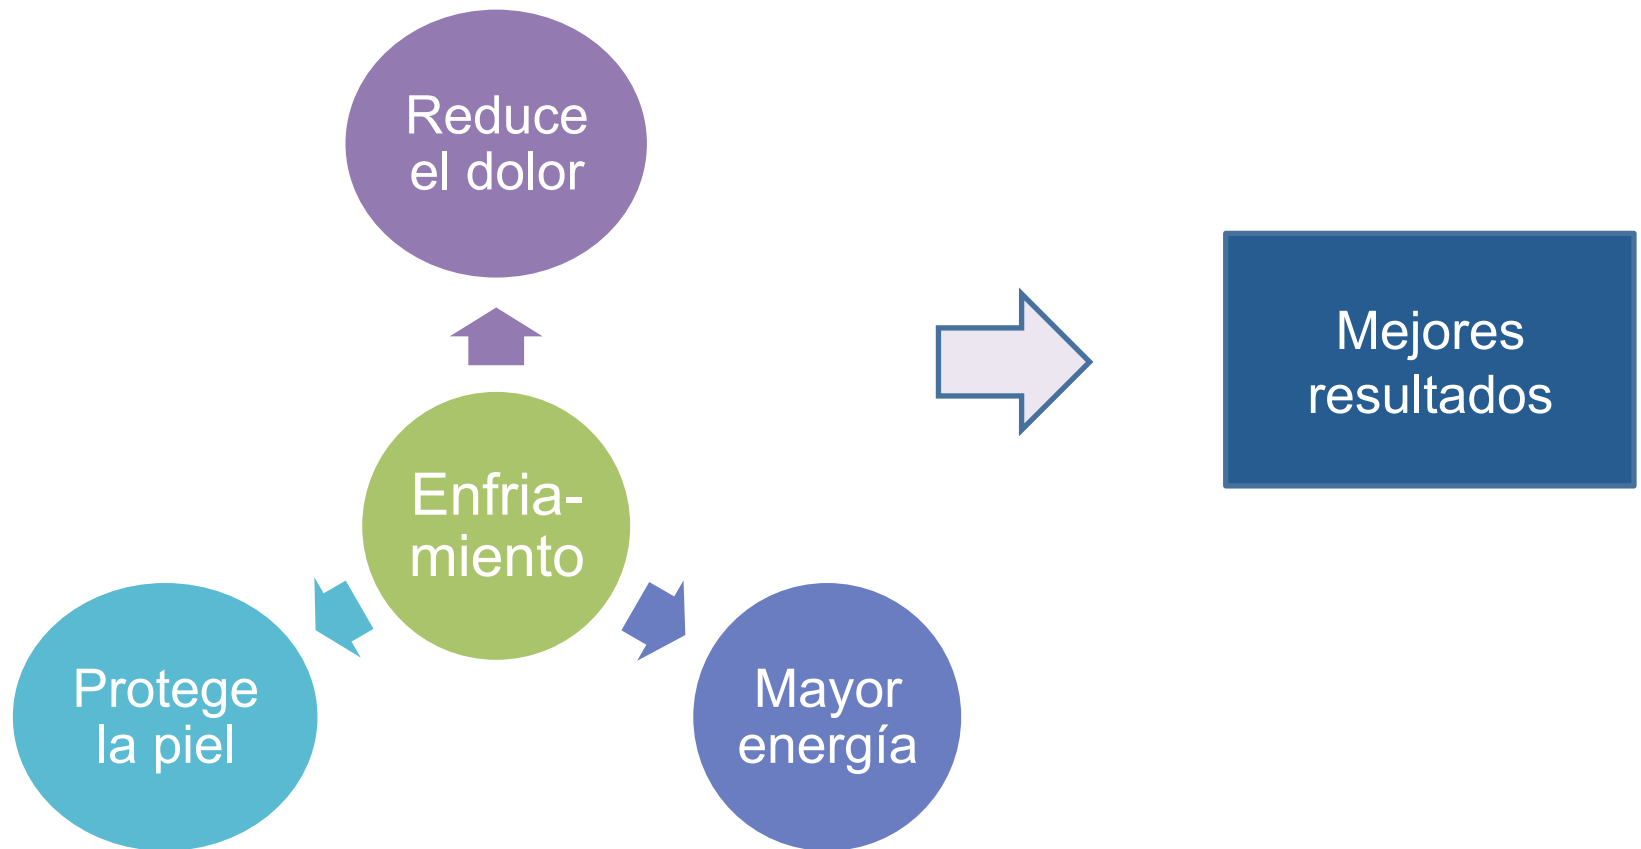 Reduce
el dolor
Mejores
resultados
Enfria-
miento
Protege
la piel
Mayor
energía